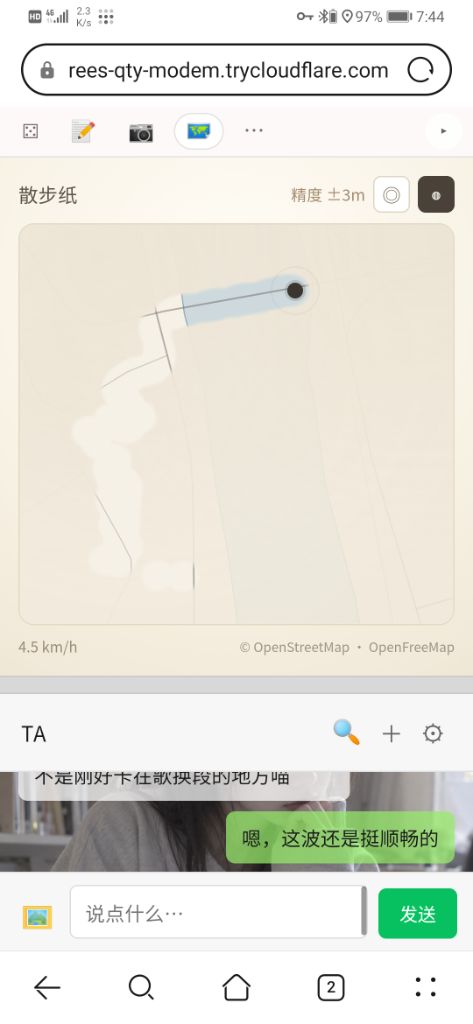 HD 46 2.3 K/s 97% 7:44
rees-qty-modem.trycloudflare.com
散步纸 精度 ±3m
4.5 km/h © OpenStreetMap · OpenFreeMap
TA
不是刚好卡在歌换段的地方喵
嗯，这波还是挺顺畅的
说点什么… 发送
2